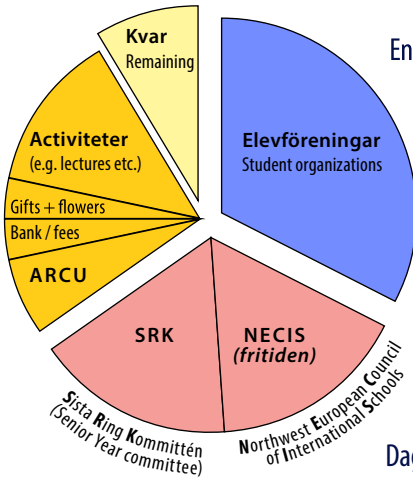 Kvar
Remaining
En
Activiteter
(e.g. lectures etc.)
Elevföreningar
Student organizations
Gifts + flowers
Bank / fees
ARCU
SRK
NECIS
(fritiden)
Sista Ring Kommittén
(Senior Year committee)
Northwest European Council
of International Schools
Dag